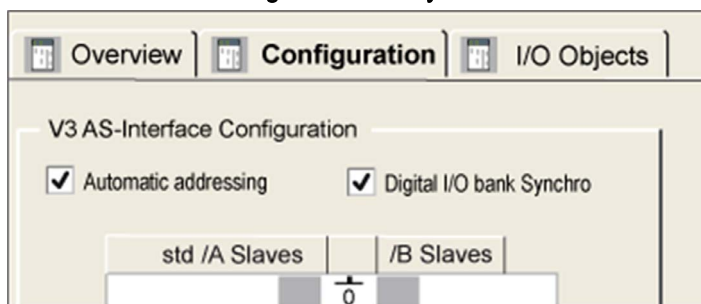 Overview Configuration I/O Objects
V3 AS-Interface Configuration
Automatic addressing Digital I/O bank Synchro
std /A Slaves /B Slaves
0